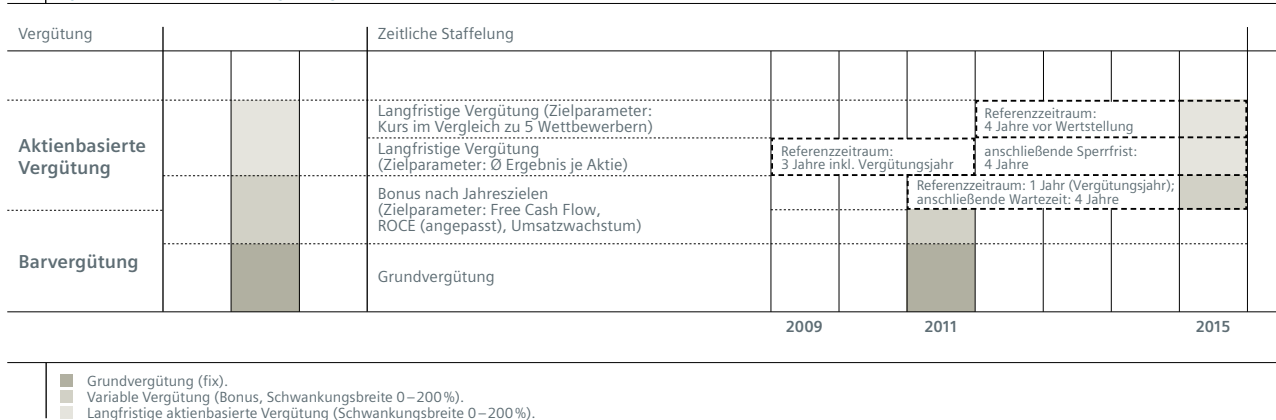 Vergütung
Zeitliche Staffelung
Aktienbasierte
Vergütung
Langfristige Vergütung (Zielparameter:
Kurs im Vergleich zu 5 Wettbewerbern)
Referenzzeitraum:
4 Jahre vor Wertstellung
Langfristige Vergütung
(Zielparameter: Ø Ergebnis je Aktie)
Referenzzeitraum:
3 Jahre inkl. Vergütungsjahr
anschließende Sperrfrist:
4 Jahre
Bonus nach Jahreszielen
(Zielparameter: Free Cash Flow,
ROCE (angepasst), Umsatzwachstum)
Referenzzeitraum: 1 Jahr (Vergütungsjahr);
anschließende Wartezeit: 4 Jahre
Barvergütung
Grundvergütung
2009 2011 2015
Grundvergütung (fix).
Variable Vergütung (Bonus, Schwankungsbreite 0–200%).
Langfristige aktienbasierte Vergütung (Schwankungsbreite 0–200%).